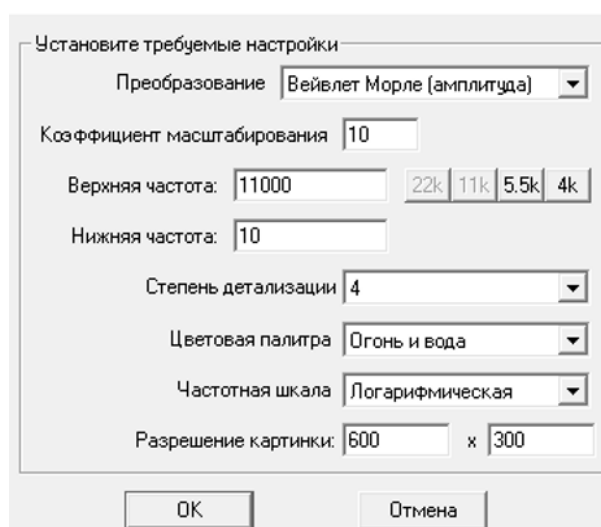 Установите требуемые настройки
Преобразование Вейвлет Морле (амплитуда)
Коэффициент масштабирования 10
Верхняя частота: 11000 22k 11k 5.5k 4k
Нижняя частота: 10
Степень детализации 4
Цветовая палитра Огонь и вода
Частотная шкала Логарифмическая
Разрешение картинки: 600 x 300
OK Отмена